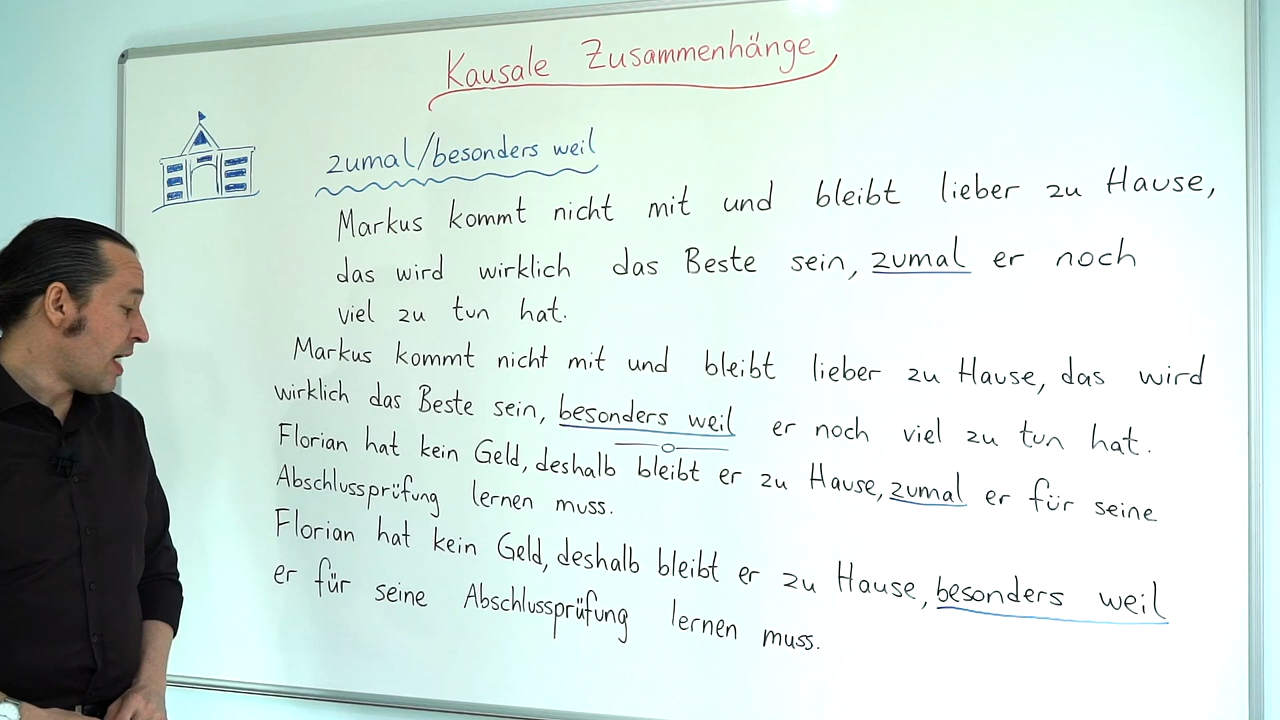 Kausale Zusammenhänge
zumal/besonders weil
Markus kommt nicht mit und bleibt lieber zu Hause,
das wird wirklich das Beste sein, zumal er noch
viel zu tun hat.
Markus kommt nicht mit und bleibt lieber zu Hause, das wird
wirklich das Beste sein, besonders weil er noch viel zu tun hat.
Florian hat kein Geld, deshalb bleibt er zu Hause, zumal er für seine
Abschlussprüfung lernen muss.
Florian hat kein Geld, deshalb bleibt er zu Hause, besonders weil
er für seine Abschlussprüfung lernen muss.